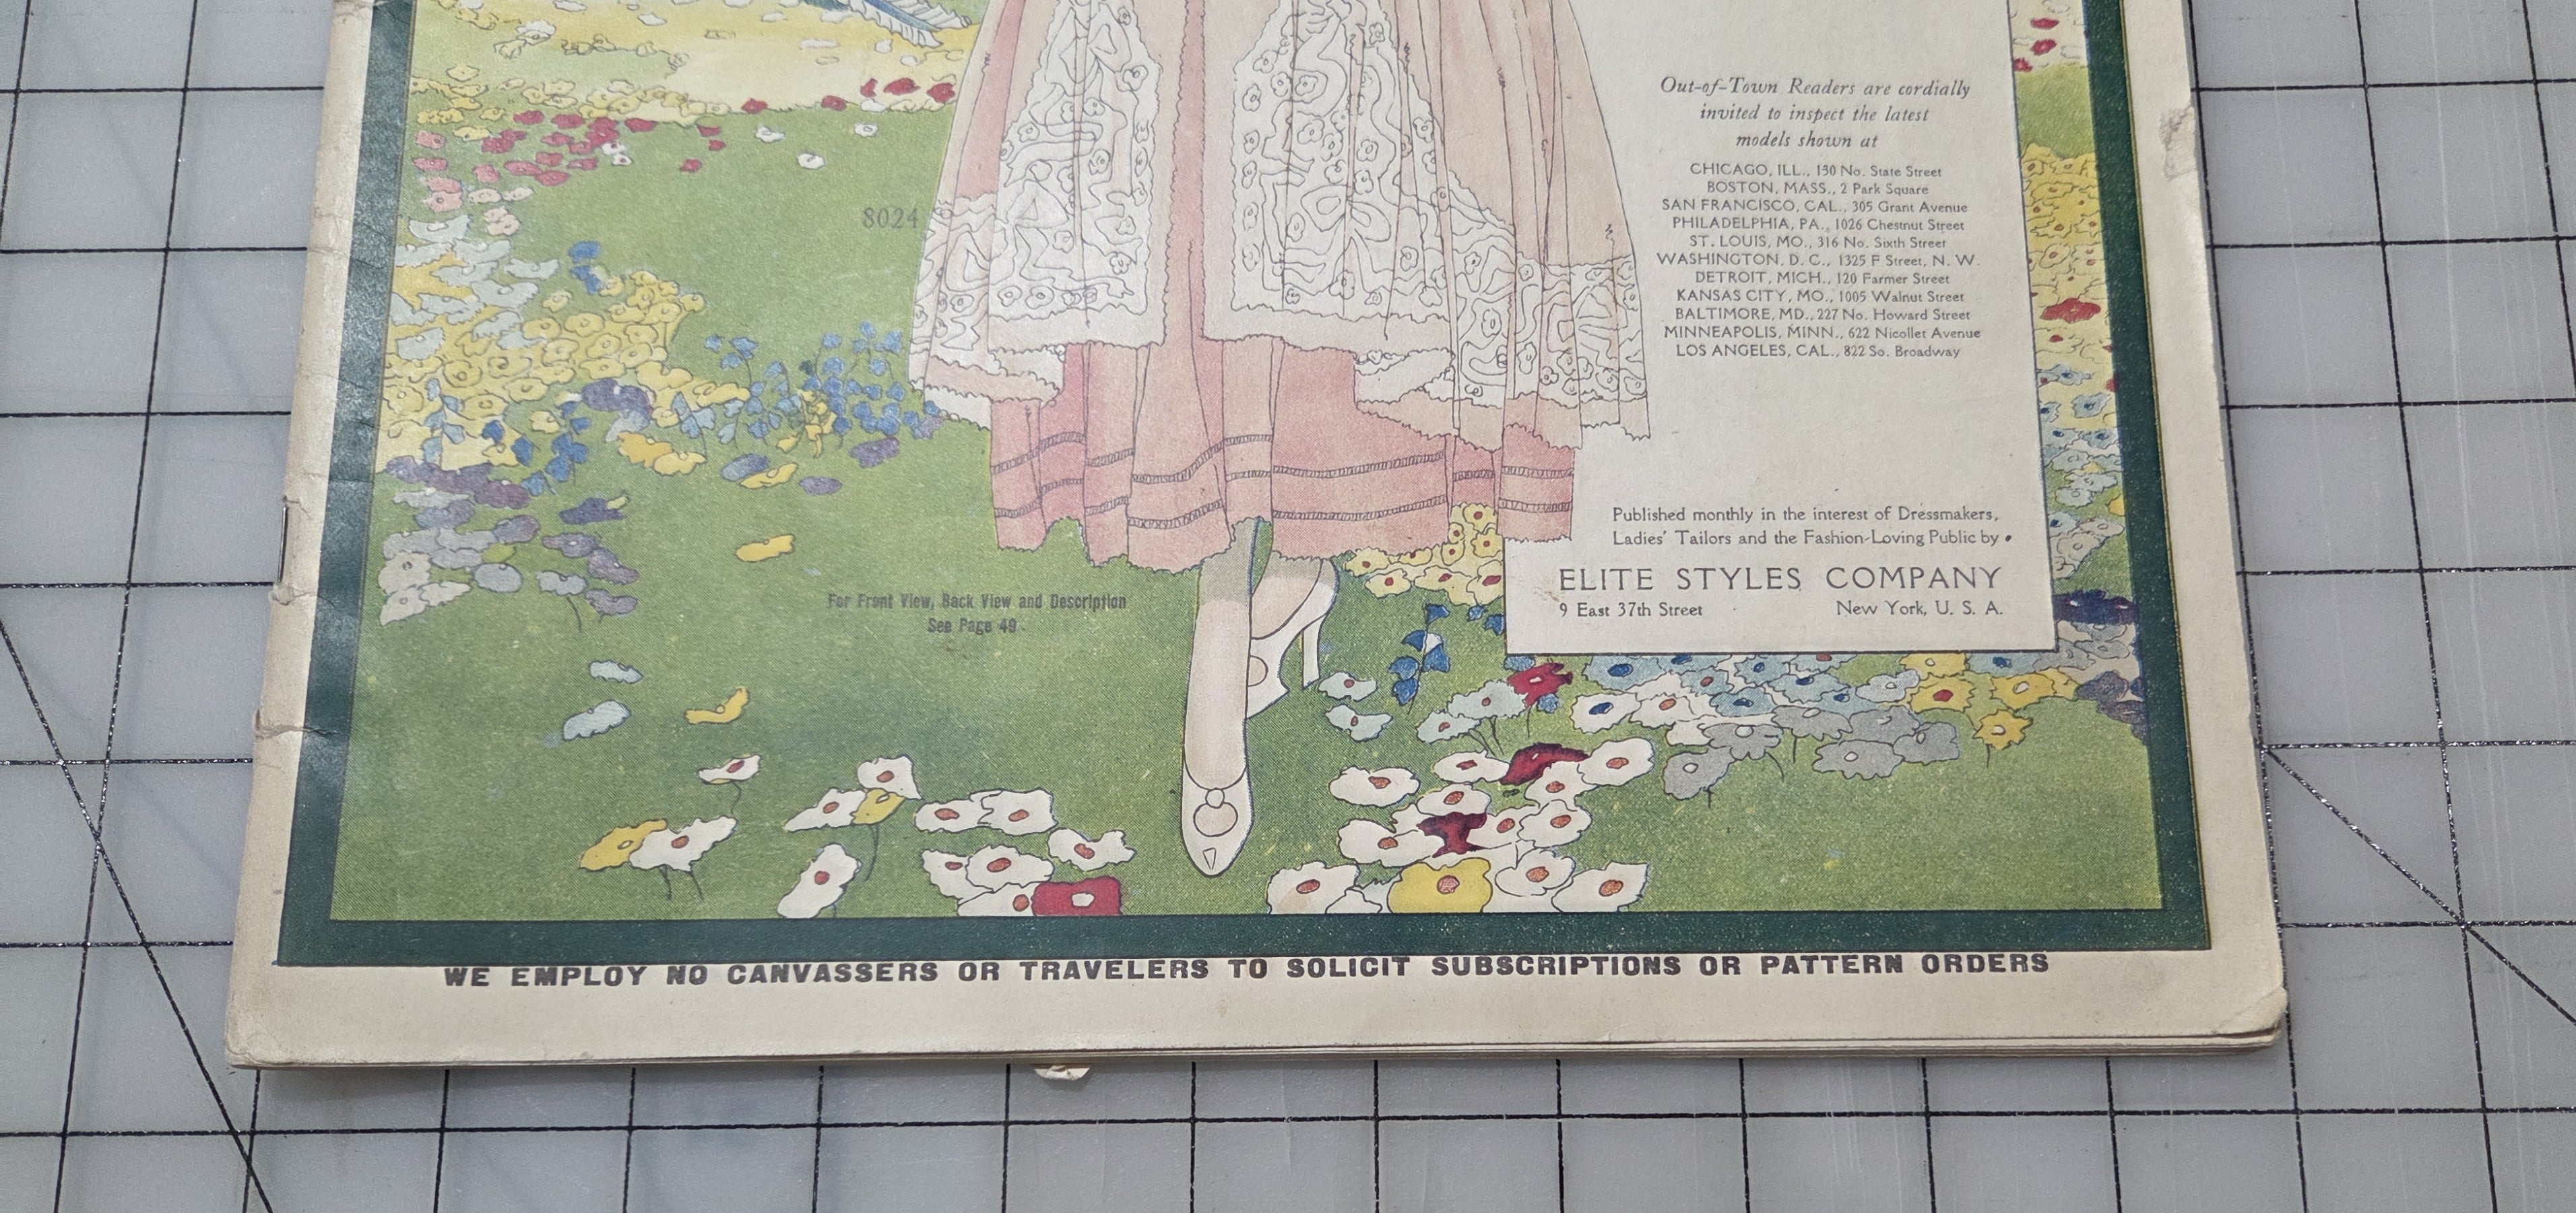 Out-of-Town Readers are cordially
invited to inspect the latest
models shown at
CHICAGO, ILL., 130 No. State Street
BOSTON, MASS., 2 Park Square
SAN FRANCISCO, CAL., 305 Grant Avenue
PHILADELPHIA, PA., 1026 Chestnut Street
ST. LOUIS, MO., 316 No. Sixth Street
WASHINGTON, D. C., 1325 F Street, N. W.
DETROIT, MICH., 120 Farmer Street
KANSAS CITY, MO., 1005 Walnut Street
BALTIMORE, MD., 227 No. Howard Street
MINNEAPOLIS, MINN., 622 Nicollet Avenue
LOS ANGELES, CAL., 822 So. Broadway
8024
Published monthly in the interest of Dressmakers,
Ladies' Tailors and the Fashion-Loving Public by
ELITE STYLES COMPANY
9 East 37th Street New York, U. S. A.
For Front View, Back View and Description
See Page 49
WE EMPLOY NO CANVASSERS OR TRAVELERS TO SOLICIT SUBSCRIPTIONS OR PATTERN ORDERS